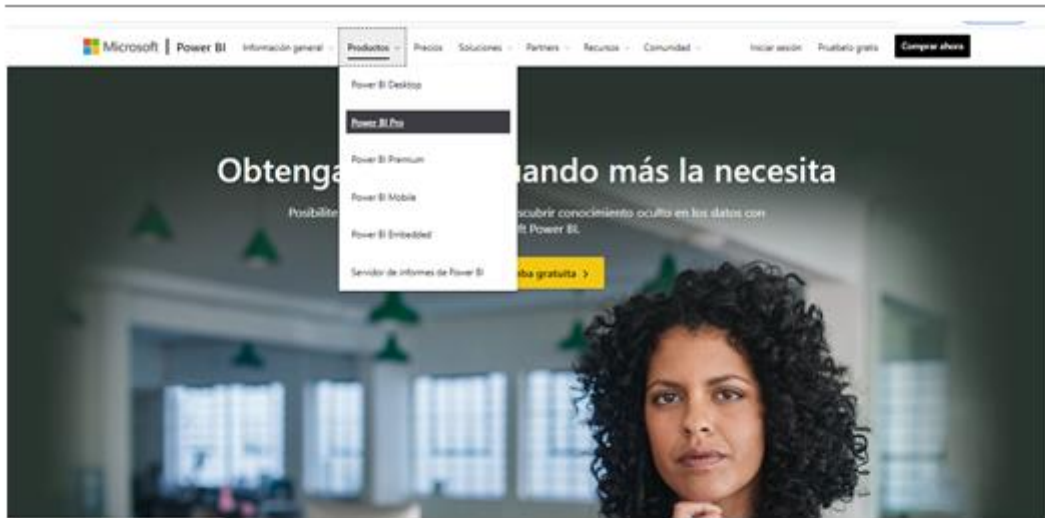 Microsoft | Power BI Información general Productos Precios Soluciones Partners Recursos Comunidad Iniciar sesión Pruébelo gratis Comprar ahora
Power BI Desktop
Power BI Pro
Power BI Premium
Power BI Mobile
Power BI Embedded
Servidor de informes de Power BI
Obtenga ando más la necesita
Posibilite scubrir conocimiento oculto en los datos con
ft Power BI.
ba gratuita >